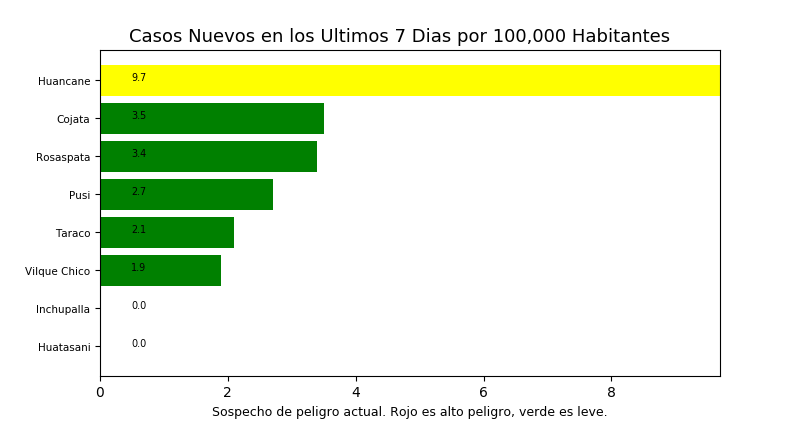 Casos Nuevos en los Ultimos 7 Dias por 100,000 Habitantes
Huancane 9.7
Cojata 3.5
Rosaspata 3.4
Pusi 2.7
Taraco 2.1
Vilque Chico 1.9
Inchupalla 0.0
Huatasani 0.0
0 2 4 6 8
Sospecho de peligro actual. Rojo es alto peligro, verde es leve.